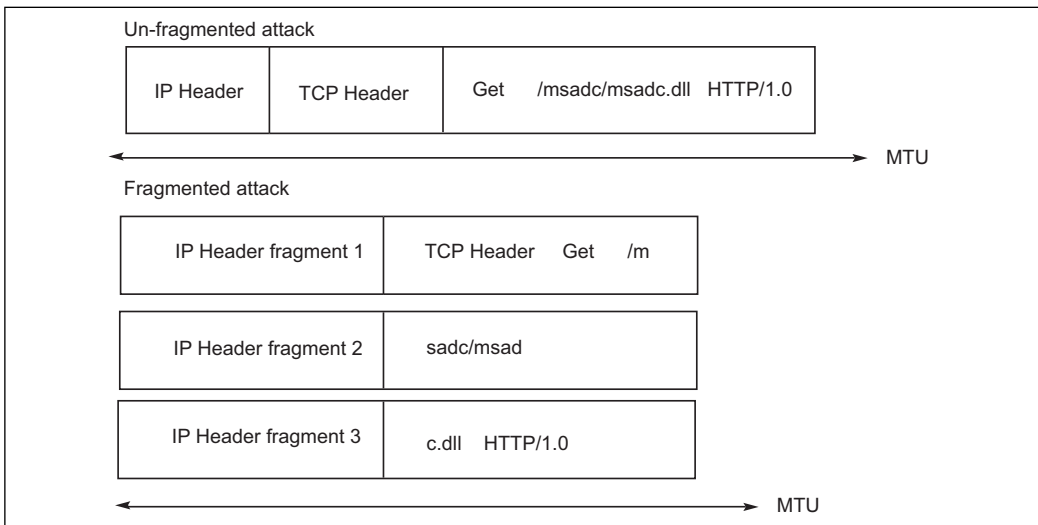 Un-fragmented attack
IP Header TCP Header Get /msadc/msadc.dll HTTP/1.0
MTU
Fragmented attack
IP Header fragment 1 TCP Header Get /m
IP Header fragment 2 sadc/msad
IP Header fragment 3 c.dll HTTP/1.0
MTU